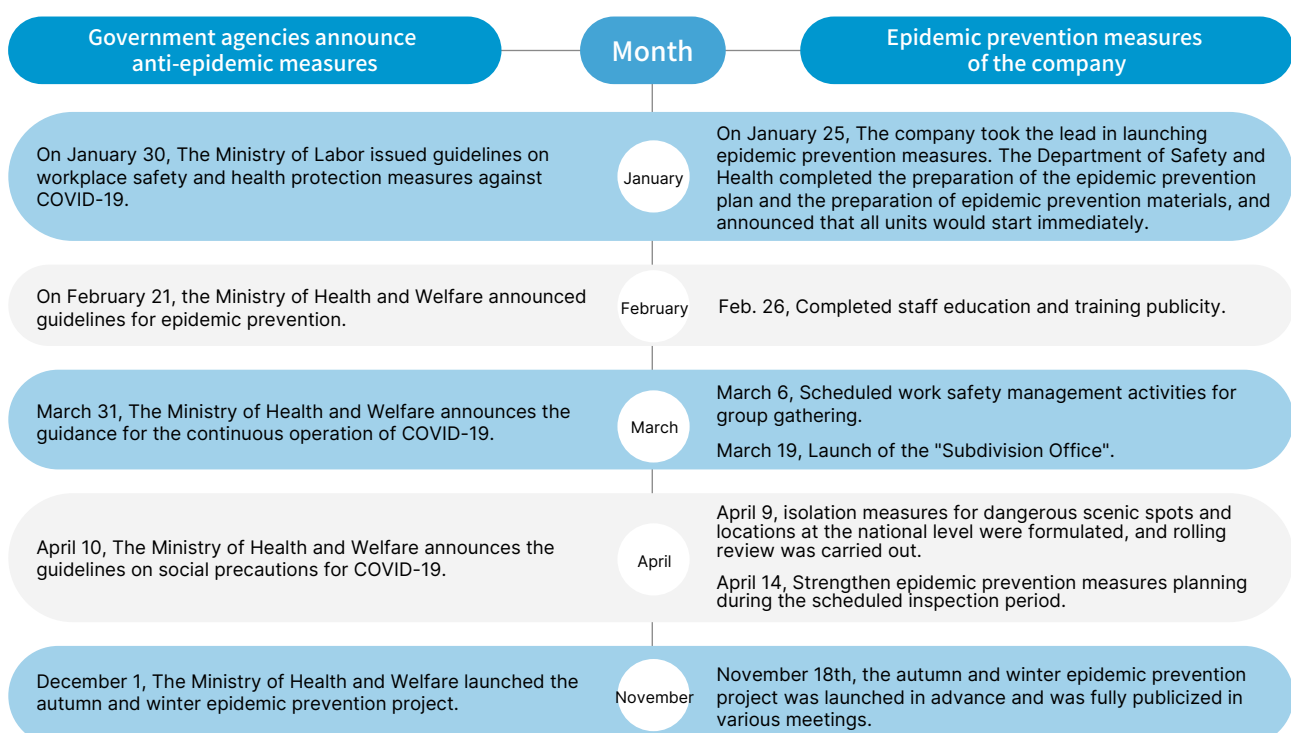 Government agencies announce
anti-epidemic measures
Month
Epidemic prevention measures
of the company
On January 30, The Ministry of Labor issued guidelines on
workplace safety and health protection measures against
COVID-19.
January
On January 25, The company took the lead in launching
epidemic prevention measures. The Department of Safety and
Health completed the preparation of the epidemic prevention
plan and the preparation of epidemic prevention materials, and
announced that all units would start immediately.
On February 21, the Ministry of Health and Welfare announced
guidelines for epidemic prevention.
February
Feb. 26, Completed staff education and training publicity.
March 31, The Ministry of Health and Welfare announces the
guidance for the continuous operation of COVID-19.
March
March 6, Scheduled work safety management activities for
group gathering.
March 19, Launch of the "Subdivision Office".
April 10, The Ministry of Health and Welfare announces the
guidelines on social precautions for COVID-19.
April
April 9, isolation measures for dangerous scenic spots and
locations at the national level were formulated, and rolling
review was carried out.
April 14, Strengthen epidemic prevention measures planning
during the scheduled inspection period.
December 1, The Ministry of Health and Welfare launched the
autumn and winter epidemic prevention project.
November
November 18th, the autumn and winter epidemic prevention
project was launched in advance and was fully publicized in
various meetings.